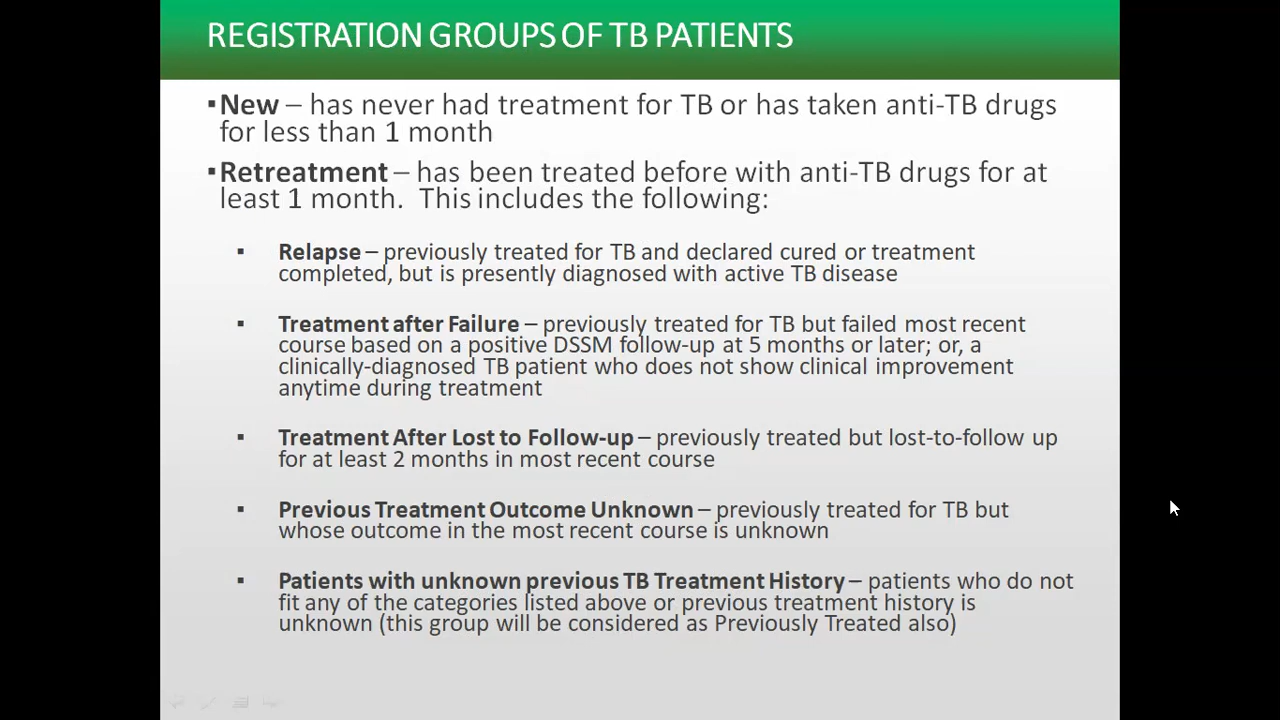 REGISTRATION GROUPS OF TB PATIENTS
▪New – has never had treatment for TB or has taken anti-TB drugs
for less than 1 month
▪Retreatment – has been treated before with anti-TB drugs for at
least 1 month.  This includes the following:
▪ Relapse – previously treated for TB and declared cured or treatment
completed, but is presently diagnosed with active TB disease
▪ Treatment after Failure – previously treated for TB but failed most recent
course based on a positive DSSM follow-up at 5 months or later; or, a
clinically-diagnosed TB patient who does not show clinical improvement
anytime during treatment
▪ Treatment After Lost to Follow-up – previously treated but lost-to-follow up
for at least 2 months in most recent course
▪ Previous Treatment Outcome Unknown – previously treated for TB but
whose outcome in the most recent course is unknown
▪ Patients with unknown previous TB Treatment History – patients who do not
fit any of the categories listed above or previous treatment history is
unknown (this group will be considered as Previously Treated also)